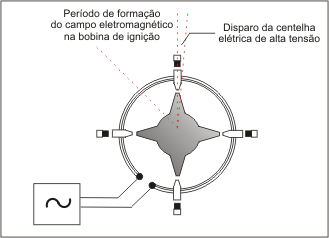 Período de formação
do campo eletromagnético
na bobina de ignição
Disparo da centelha
elétrica de alta tensão